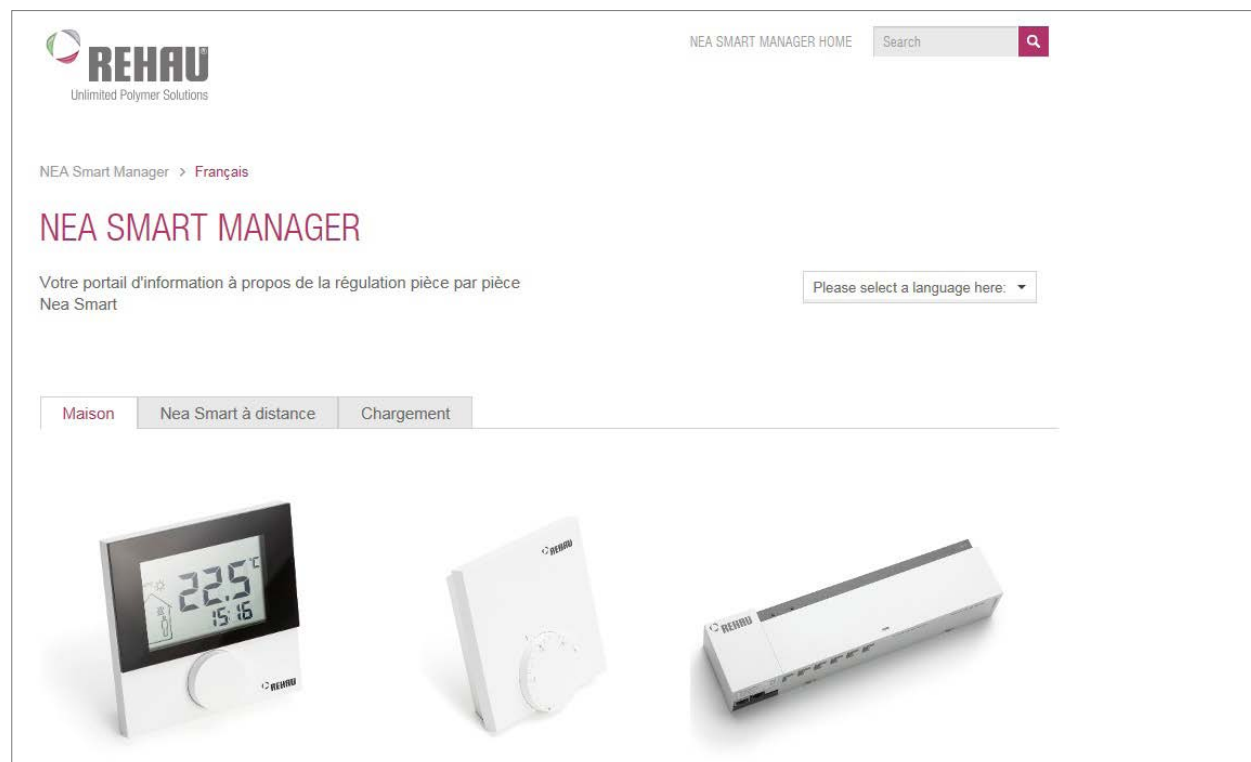 REHAU
Unlimited Polymer Solutions
NEA SMART MANAGER HOME
Search
NEA Smart Manager > Français
NEA SMART MANAGER
Votre portail d'information à propos de la régulation pièce par pièce
Nea Smart
Please select a language here:
Maison
Nea Smart à distance
Chargement
22.5°C
15:16
REHAU
REHAU
REHAU